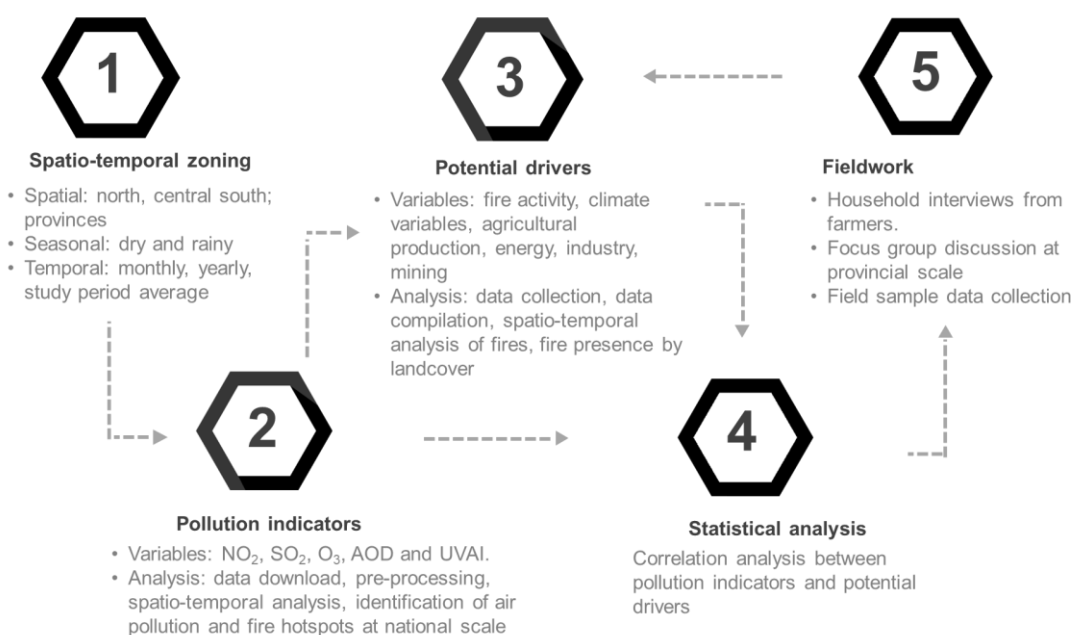 1
Spatio-temporal zoning
• Spatial: north, central south;
provinces
• Seasonal: dry and rainy
• Temporal: monthly, yearly,
study period average
2
Pollution indicators
• Variables: NO₂, SO₂, O₃, AOD and UVAI.
• Analysis: data download, pre-processing,
spatio-temporal analysis, identification of air
pollution and fire hotspots at national scale
3
Potential drivers
• Variables: fire activity, climate
variables, agricultural
production, energy, industry,
mining
• Analysis: data collection, data
compilation, spatio-temporal
analysis of fires, fire presence by
landcover
4
Statistical analysis
Correlation analysis between
pollution indicators and potential
drivers
5
Fieldwork
• Household interviews from
farmers.
• Focus group discussion at
provincial scale
• Field sample data collection